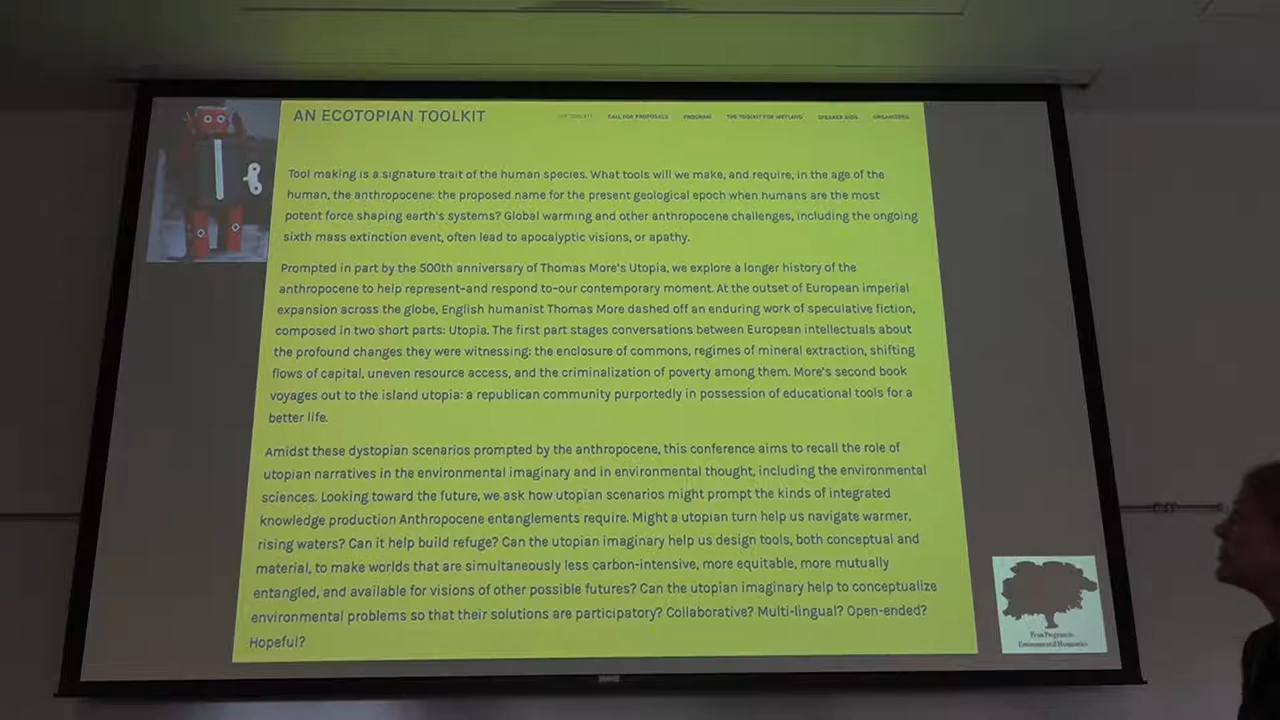 AN ECOTOPIAN TOOLKIT
THE TOOLKIT CALL FOR PROPOSALS PROGRAM THE TOOLKIT FOR WETLAND SPEAKER BIOS ORGANIZERS
Tool making is a signature trait of the human species. What tools will we make, and require, in the age of the
human, the anthropocene: the proposed name for the present geological epoch when humans are the most
potent force shaping earth's systems? Global warming and other anthropocene challenges, including the ongoing
sixth mass extinction event, often lead to apocalyptic visions, or apathy.
Prompted in part by the 500th anniversary of Thomas More's Utopia, we explore a longer history of the
anthropocene to help represent–and respond to–our contemporary moment. At the outset of European imperial
expansion across the globe, English humanist Thomas More dashed off an enduring work of speculative fiction,
composed in two short parts: Utopia. The first part stages conversations between European intellectuals about
the profound changes they were witnessing: the enclosure of commons, regimes of mineral extraction, shifting
flows of capital, uneven resource access, and the criminalization of poverty among them. More's second book
voyages out to the island utopia: a republican community purportedly in possession of educational tools for a
better life.
Amidst these dystopian scenarios prompted by the anthropocene, this conference aims to recall the role of
utopian narratives in the environmental imaginary and in environmental thought, including the environmental
sciences. Looking toward the future, we ask how utopian scenarios might prompt the kinds of integrated
knowledge production Anthropocene entanglements require. Might a utopian turn help us navigate warmer,
rising waters? Can it help build refuge? Can the utopian imaginary help us design tools, both conceptual and
material, to make worlds that are simultaneously less carbon-intensive, more equitable, more mutually
entangled, and available for visions of other possible futures? Can the utopian imaginary help to conceptualize
environmental problems so that their solutions are participatory? Collaborative? Multi-lingual? Open-ended?
Hopeful?
Penn Program in
Environmental Humanities